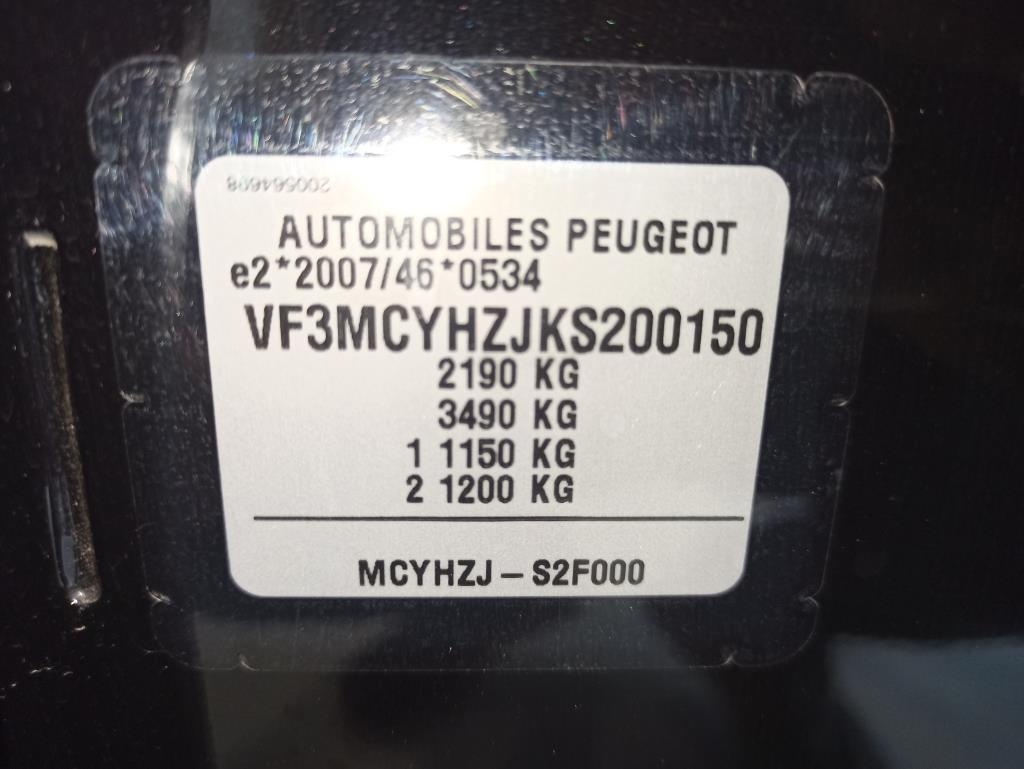 200564698
AUTOMOBILES PEUGEOT
e2*2007/46*0534
VF3MCYHZJKS200150
2190 KG
3490 KG
1 1150 KG
2 1200 KG
MCYHZJ – S2F000